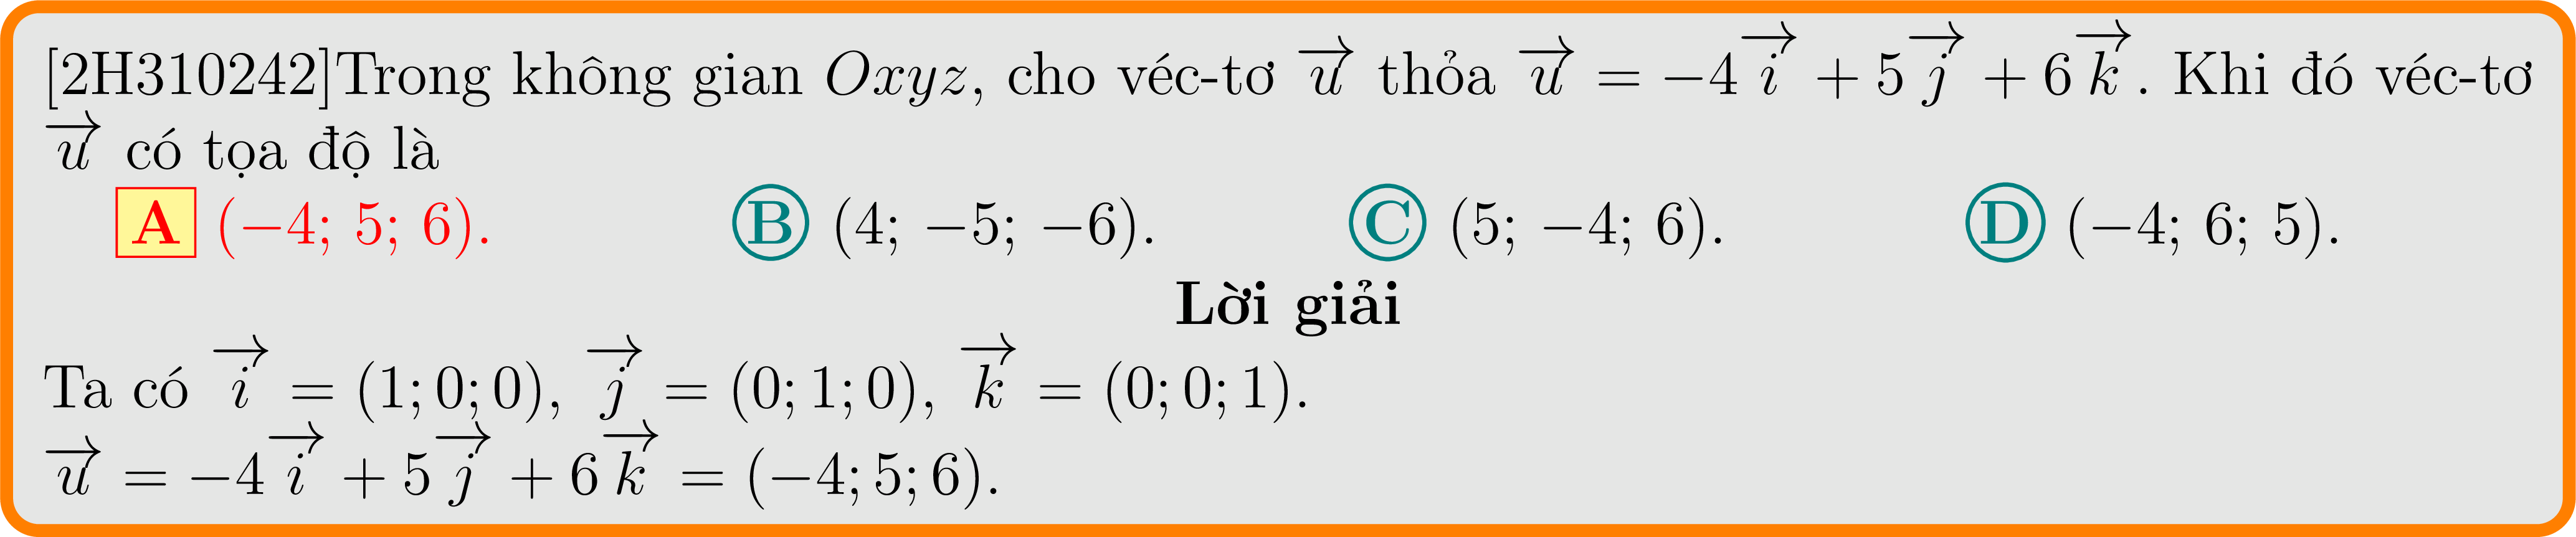 [2H310242]Trong không gian $Oxyz$, cho véc-tơ $\overrightarrow{u}$ thỏa $\overrightarrow{u} = -4\overrightarrow{i} + 5\overrightarrow{j} + 6\overrightarrow{k}$. Khi đó véc-tơ
$\overrightarrow{u}$ có tọa độ là
A (−4; 5; 6). B (4; −5; −6). C (5; −4; 6). D (−4; 6; 5).
Lời giải
Ta có $\overrightarrow{i} = (1; 0; 0)$, $\overrightarrow{j} = (0; 1; 0)$, $\overrightarrow{k} = (0; 0; 1)$.
$\overrightarrow{u} = -4\overrightarrow{i} + 5\overrightarrow{j} + 6\overrightarrow{k} = (-4; 5; 6)$.